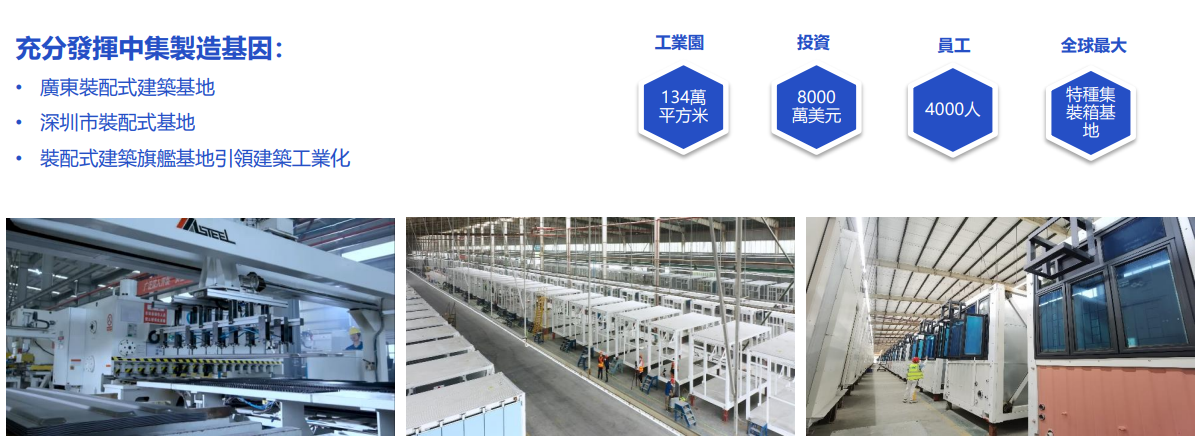 充分發揮中集製造基因：
• 廣東裝配式建築基地
• 深圳市裝配式基地
• 裝配式建築旗艦基地引領建築工業化
工業園
134萬
平方米
投資
8000
萬美元
員工
4000人
全球最大
特種集
裝箱基
地
STEEL